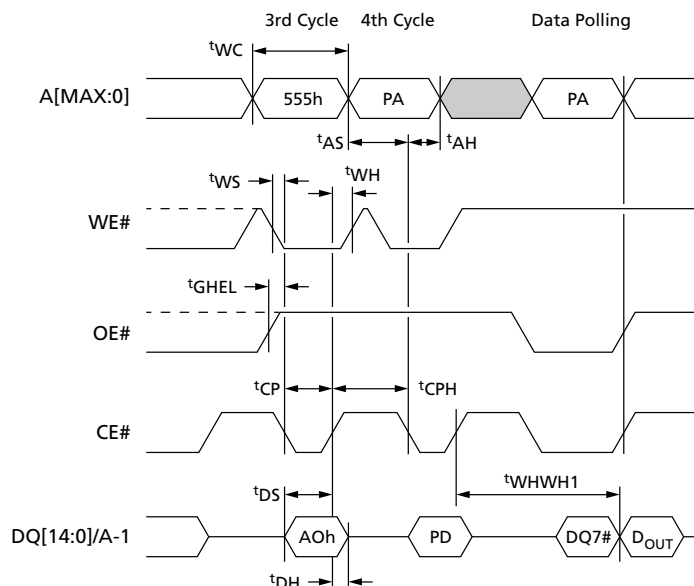 3rd Cycle 4th Cycle Data Polling
tWC
A[MAX:0] 555h PA PA
tAS tAH
tWS tWH
WE#
tGHEL
OE#
tCP tCPH
CE#
tWHWH1
tDS
DQ[14:0]/A-1 AOh PD DQ7# DOUT
tDH